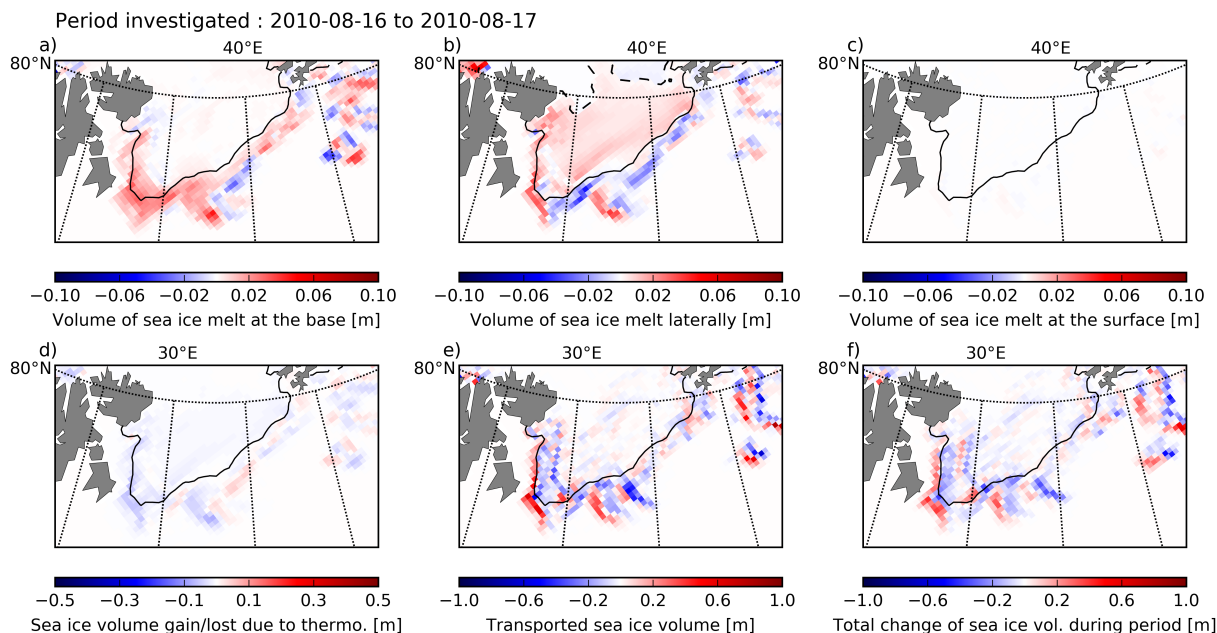 Period investigated : 2010-08-16 to 2010-08-17
a) 40°E b) 40°E c) 40°E
80°N 80°N 80°N
−0.10 −0.06 −0.02 0.02 0.06 0.10 −0.10 −0.06 −0.02 0.02 0.06 0.10 −0.10 −0.06 −0.02 0.02 0.06 0.10
Volume of sea ice melt at the base [m] Volume of sea ice melt laterally [m] Volume of sea ice melt at the surface [m]
d) 30°E e) 30°E f) 30°E
80°N 80°N 80°N
−0.5 −0.3 −0.1 0.1 0.3 0.5 −1.0 −0.6 −0.2 0.2 0.6 1.0 −1.0 −0.6 −0.2 0.2 0.6 1.0
Sea ice volume gain/lost due to thermo. [m] Transported sea ice volume [m] Total change of sea ice vol. during period [m]